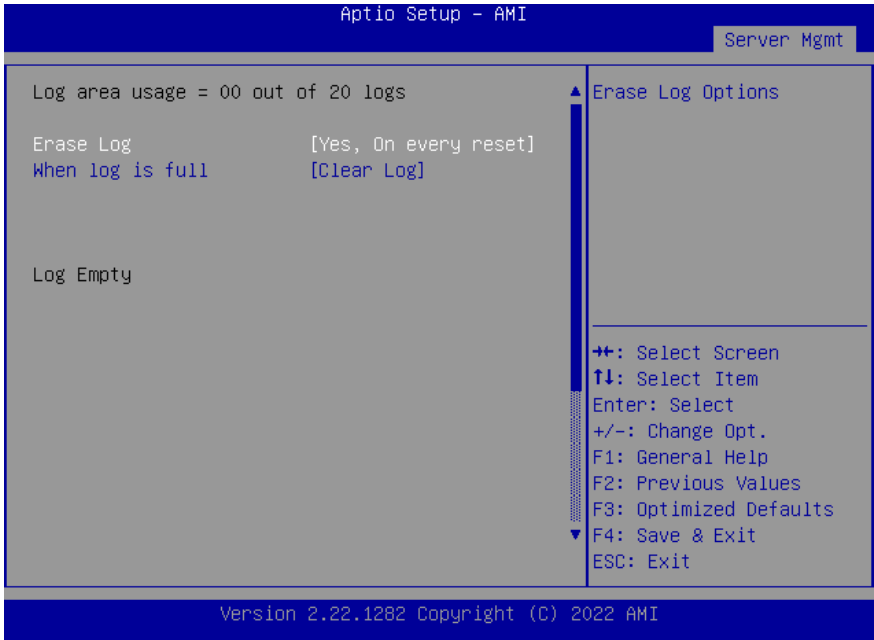 Aptio Setup – AMI
Server Mgmt
Log area usage = 00 out of 20 logs
Erase Log [Yes, On every reset]
When log is full [Clear Log]
Log Empty
Erase Log Options
→←: Select Screen
↑↓: Select Item
Enter: Select
+/-: Change Opt.
F1: General Help
F2: Previous Values
F3: Optimized Defaults
F4: Save & Exit
ESC: Exit
Version 2.22.1282 Copyright (C) 2022 AMI